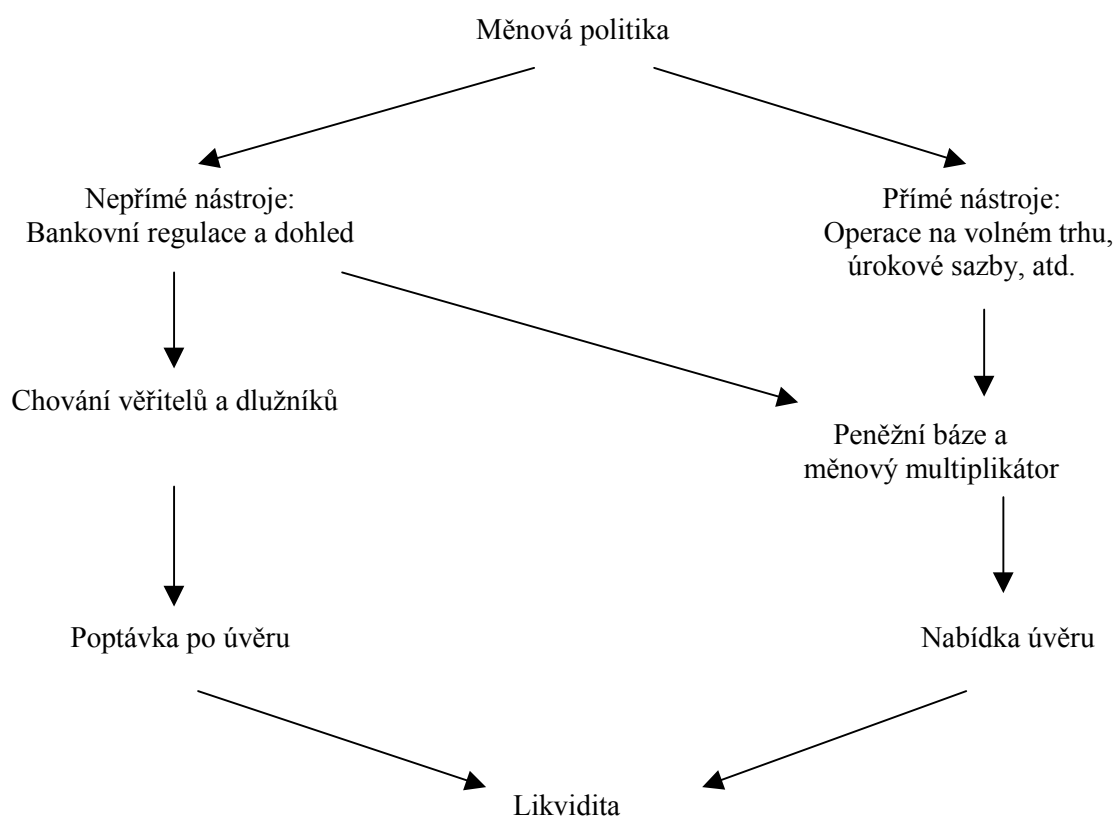 Měnová politika
Nepřímé nástroje:
Bankovní regulace a dohled
Přímé nástroje:
Operace na volném trhu,
úrokové sazby, atd.
Chování věřitelů a dlužníků
Peněžní báze a
měnový multiplikátor
Poptávka po úvěru
Nabídka úvěru
Likvidita